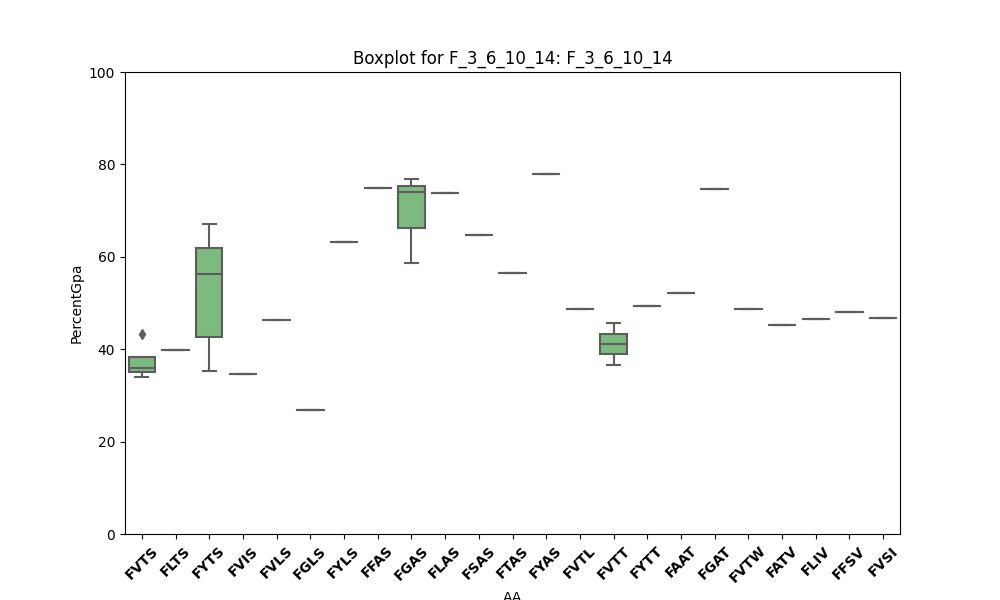 Boxplot for F_3_6_10_14: F_3_6_10_14
100
80
60
40
20
0
PercentGpa
FVTS FLTS FYTS FVIS FVLS FGLS FYLS FFAS FGAS FLAS FSAS FTAS FYAS FVTL FVTT FYTT FAAT FGAT FVTW FATV FLIV FFSV FVSI
AA